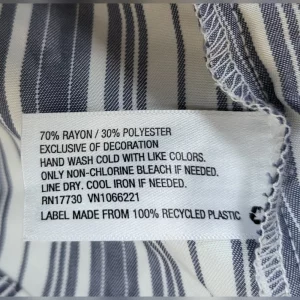 70% RAYON / 30% POLYESTER
EXCLUSIVE OF DECORATION
HAND WASH COLD WITH LIKE COLORS.
ONLY NON-CHLORINE BLEACH IF NEEDED.
LINE DRY. COOL IRON IF NEEDED.
RN17730 VN1066221
LABEL MADE FROM 100% RECYCLED PLASTIC